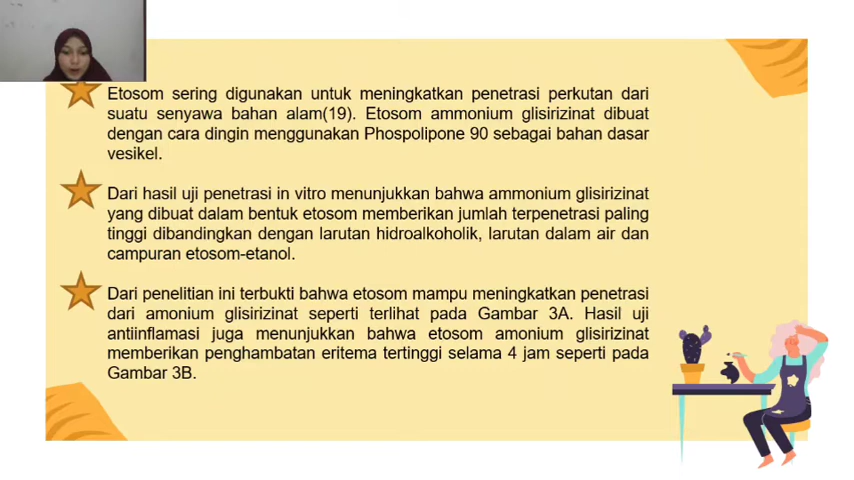 Etosom sering digunakan untuk meningkatkan penetrasi perkutan dari
suatu senyawa bahan alam(19). Etosom ammonium glisirizinat dibuat
dengan cara dingin menggunakan Phospolipone 90 sebagai bahan dasar
vesikel.
Dari hasil uji penetrasi in vitro menunjukkan bahwa ammonium glisirizinat
yang dibuat dalam bentuk etosom memberikan jumlah terpenetrasi paling
tinggi dibandingkan dengan larutan hidroalkoholik, larutan dalam air dan
campuran etosom-etanol.
Dari penelitian ini terbukti bahwa etosom mampu meningkatkan penetrasi
dari amonium glisirizinat seperti terlihat pada Gambar 3A. Hasil uji
antiinflamasi juga menunjukkan bahwa etosom amonium glisirizinat
memberikan penghambatan eritema tertinggi selama 4 jam seperti pada
Gambar 3B.